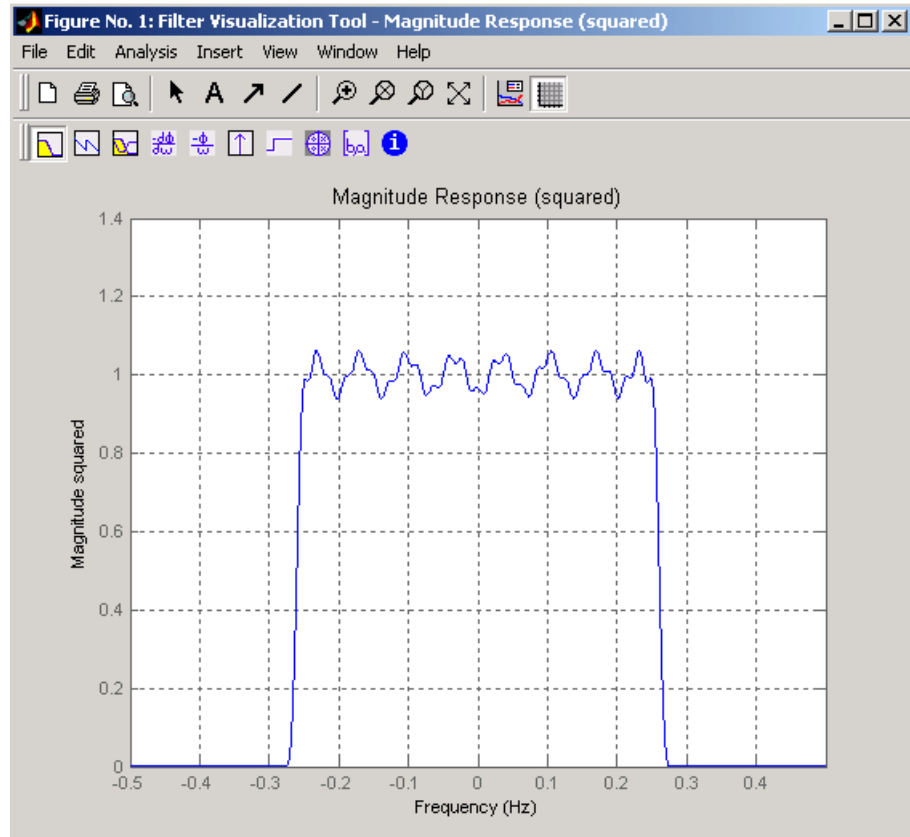 Figure No. 1: Filter Visualization Tool - Magnitude Response (squared)
File Edit Analysis Insert View Window Help
A
[b,a]
i
Magnitude Response (squared)
1.4
1.2
1
0.8
0.6
0.4
0.2
0
Magnitude squared
-0.5 -0.4 -0.3 -0.2 -0.1 0 0.1 0.2 0.3 0.4
Frequency (Hz)